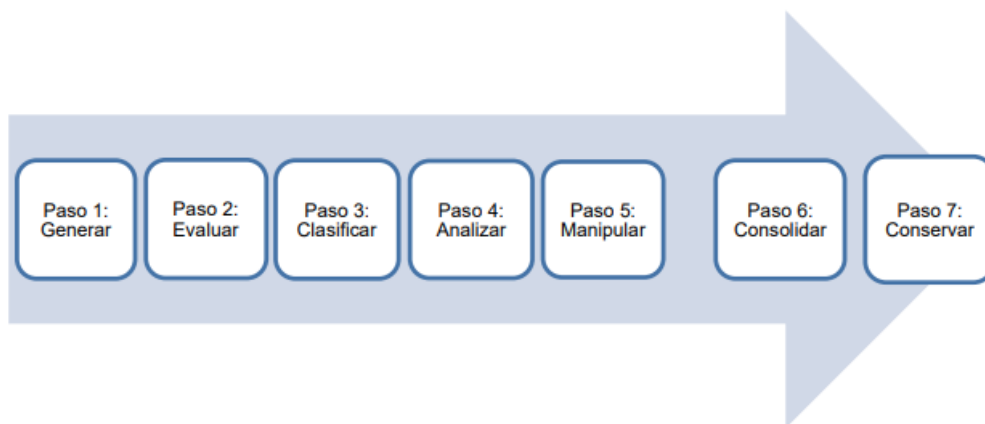 Paso 1:
Generar
Paso 2:
Evaluar
Paso 3:
Clasificar
Paso 4:
Analizar
Paso 5:
Manipular
Paso 6:
Consolidar
Paso 7:
Conservar